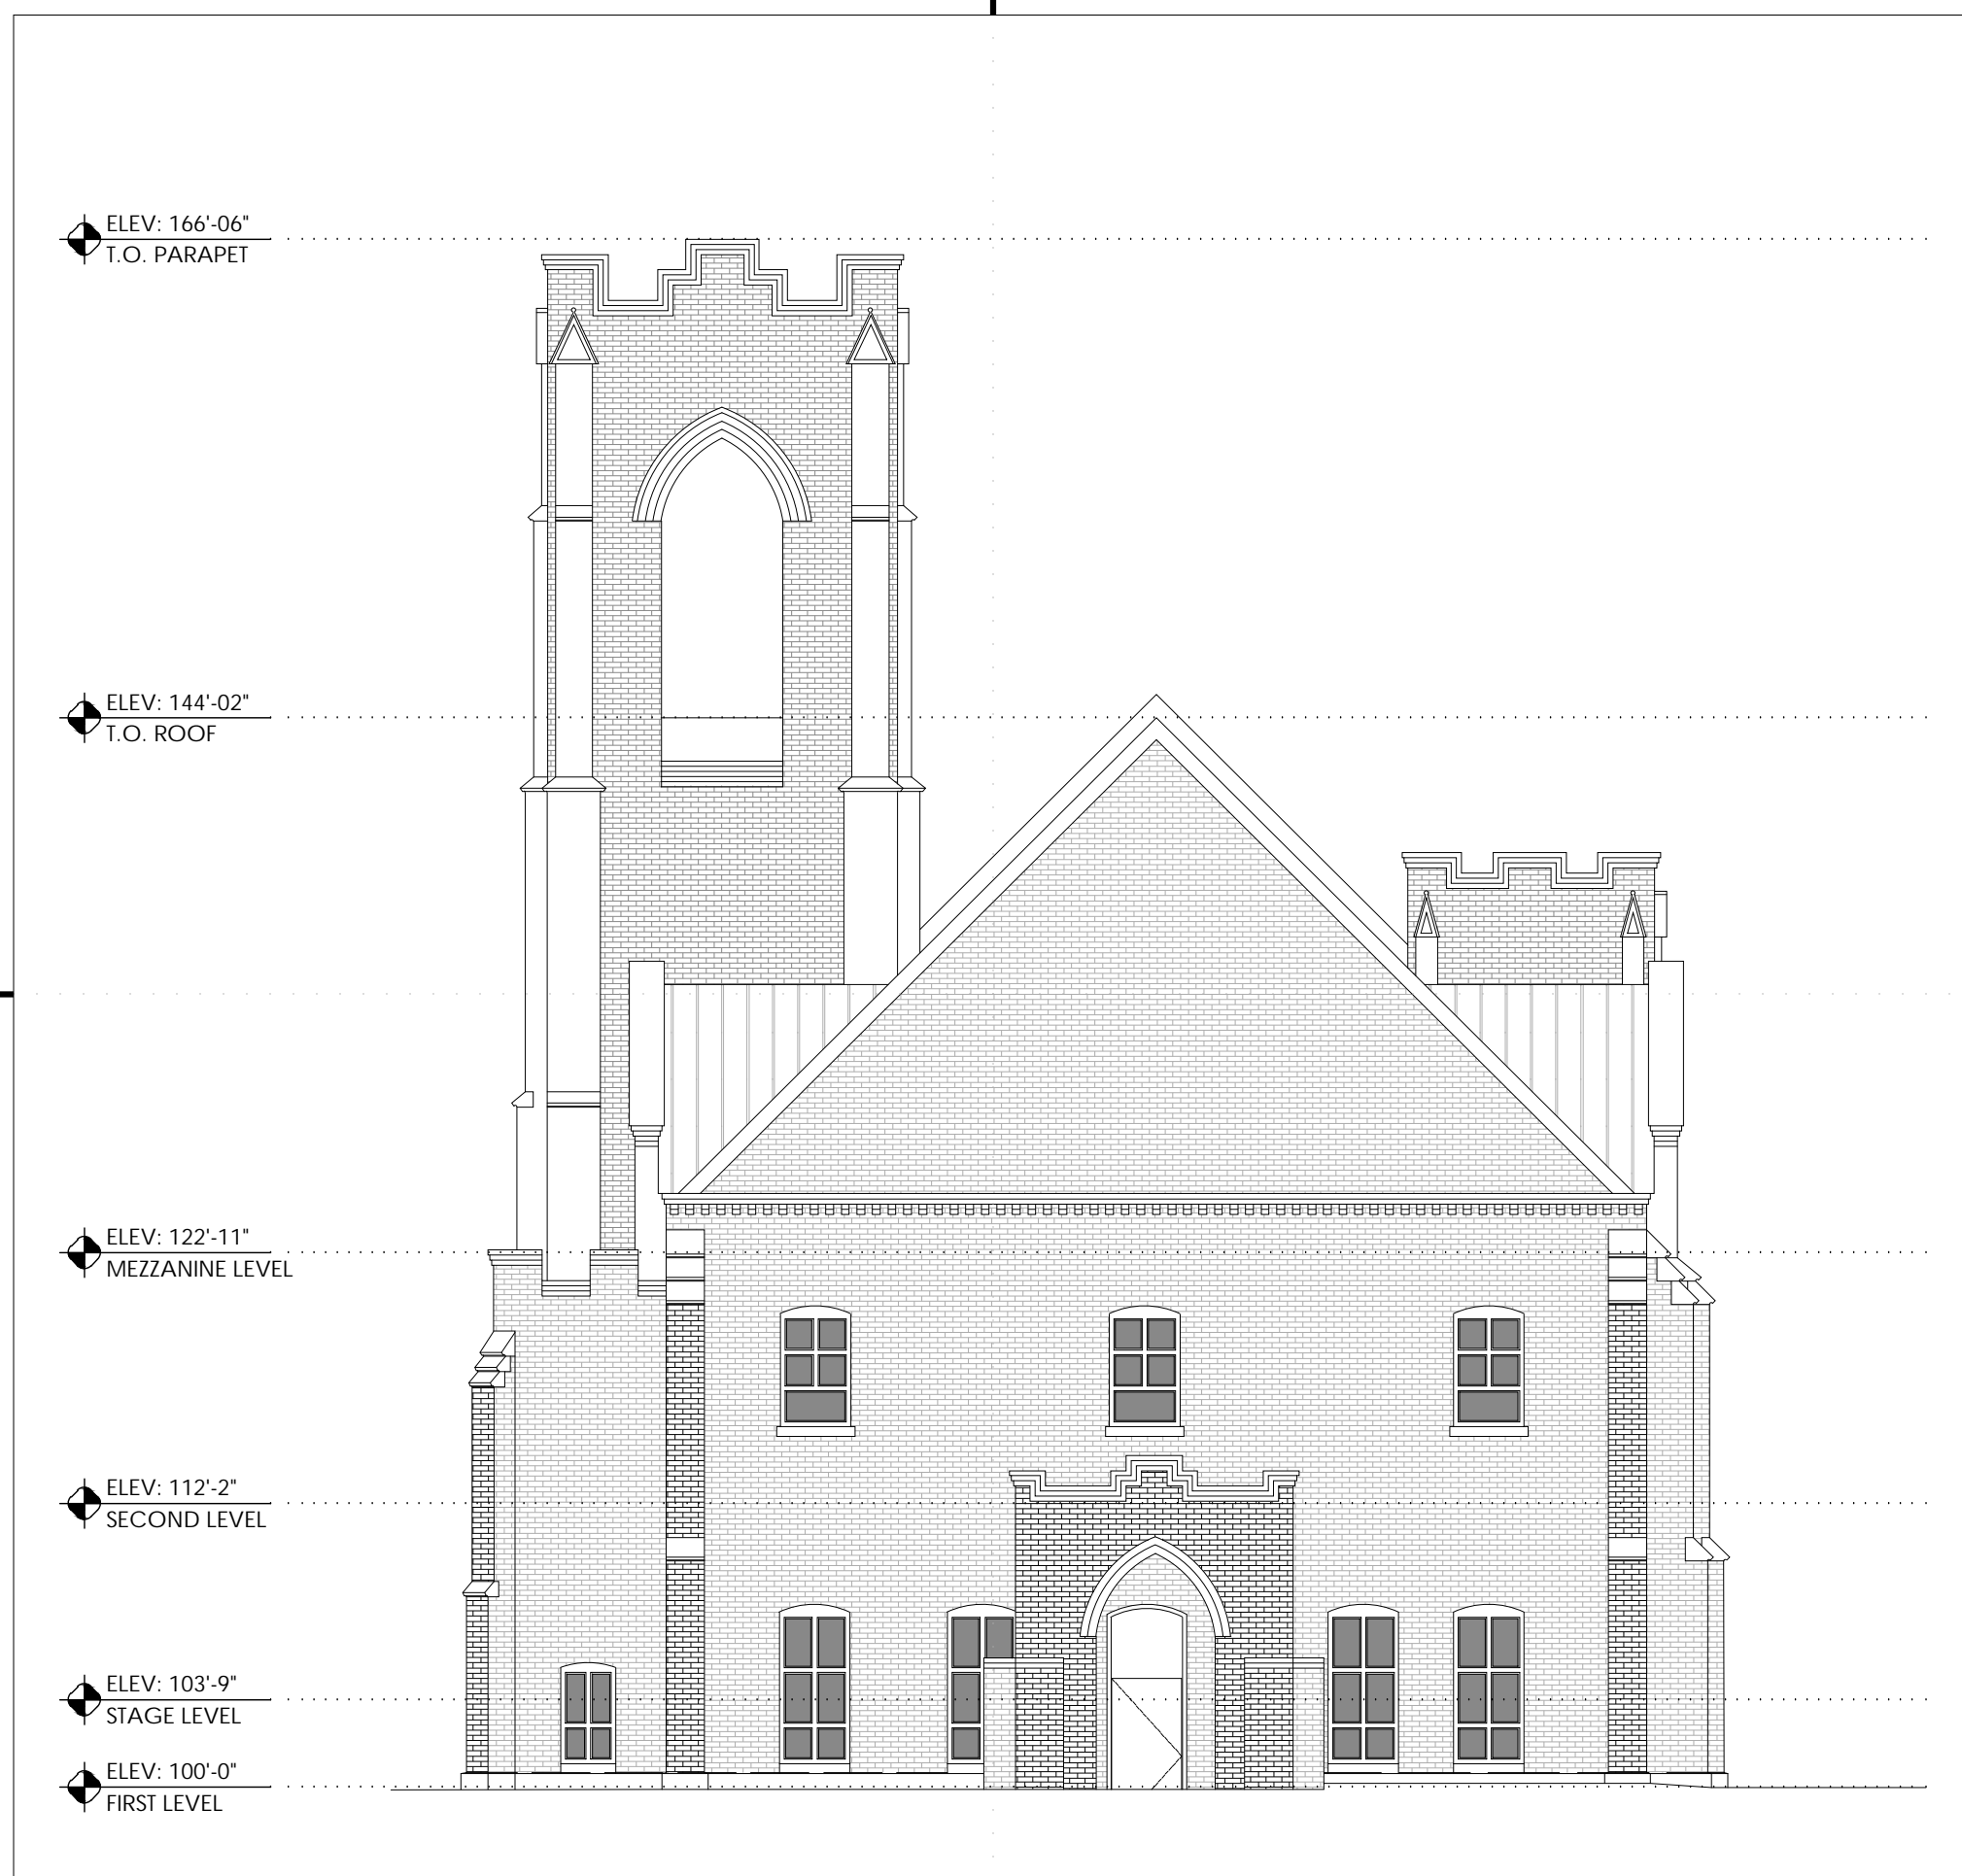 ELEV: 166'-06"
T.O. PARAPET
ELEV: 144'-02"
T.O. ROOF
ELEV: 122'-11"
MEZZANINE LEVEL
ELEV: 112'-2"
SECOND LEVEL
ELEV: 103'-9"
STAGE LEVEL
ELEV: 100'-0"
FIRST LEVEL